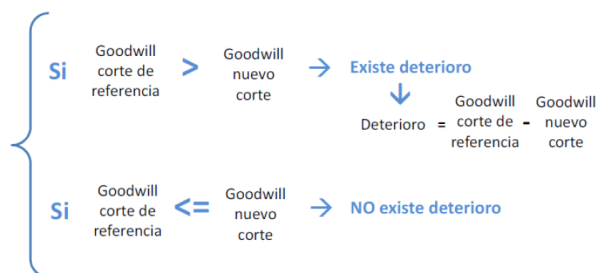 Si Goodwill corte de referencia > Goodwill nuevo corte → Existe deterioro
Deterioro = Goodwill corte de referencia - Goodwill nuevo corte
Si Goodwill corte de referencia <= Goodwill nuevo corte → NO existe deterioro